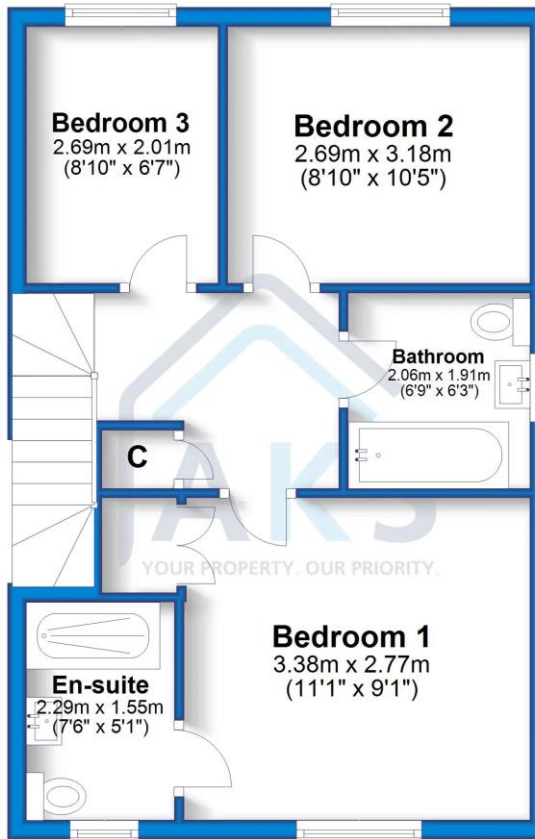 Bedroom 3
2.69m x 2.01m
(8'10" x 6'7")
Bedroom 2
2.69m x 3.18m
(8'10" x 10'5")
Bathroom
2.06m x 1.91m
(6'9" x 6'3")
C
JAKS
YOUR PROPERTY. OUR PRIORITY.
Bedroom 1
3.38m x 2.77m
(11'1" x 9'1")
En-suite
2.29m x 1.55m
(7'6" x 5'1")